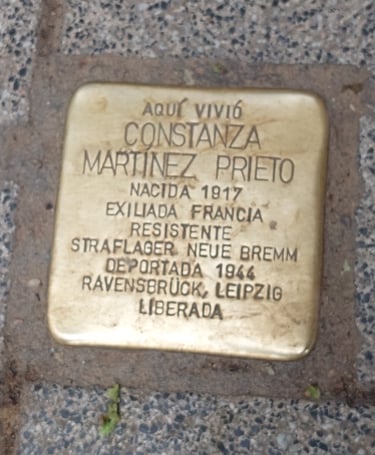 AQUÍ VIVIÓ
CONSTANZA
MARTÍNEZ PRIETO
NACIDA 1917
EXILIADA FRANCIA
RESISTENTE
STRAFLAGER NEUE BREMM
DEPORTADA 1944
RAVENSBRÜCK, LEIPZIG
LIBERADA